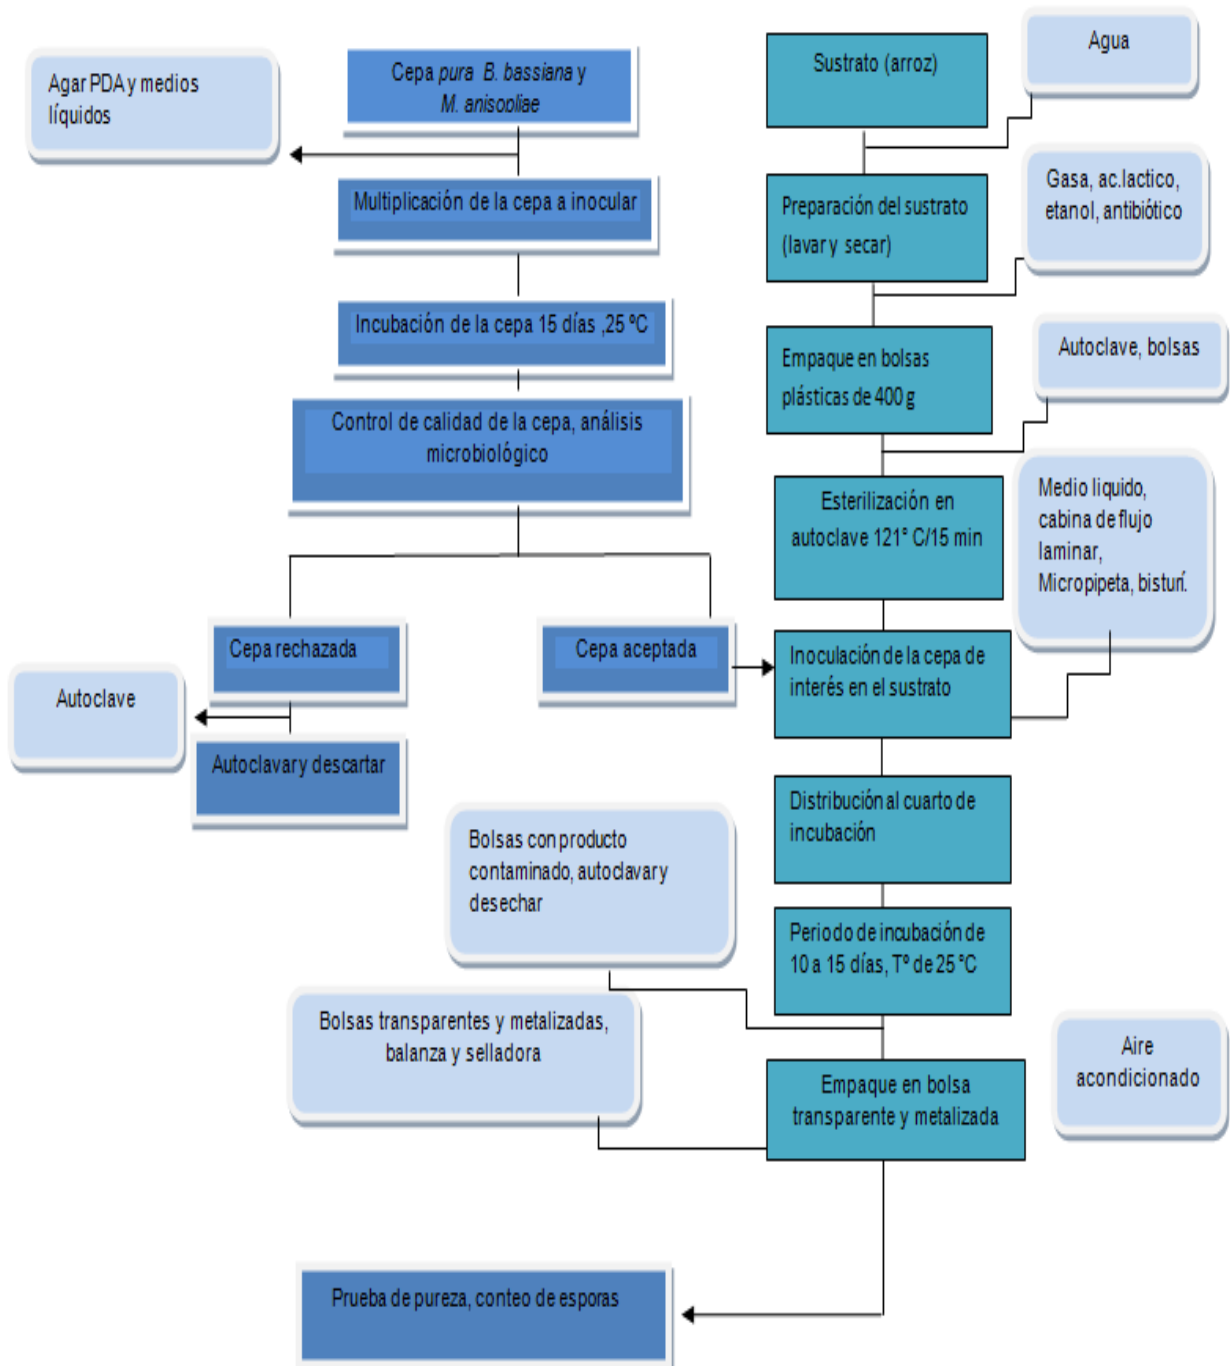 Agar PDA y medios
líquidos
Cepa pura B. bassiana y
M. anisooliae
Multiplicación de la cepa a inocular
Incubación de la cepa 15 días ,25 ºC
Control de calidad de la cepa, análisis
microbiológico
Cepa rechazada
Cepa aceptada
Autoclave
Autoclavar y descartar
Sustrato (arroz)
Agua
Preparación del sustrato
(lavar y secar)
Gasa, ac.lactico,
etanol, antibiótico
Empaque en bolsas
plásticas de 400 g
Autoclave, bolsas
Esterilización en
autoclave 121° C/15 min
Medio liquido,
cabina de flujo
laminar,
Micropipeta, bisturí.
Inoculación de la cepa de
interés en el sustrato
Distribución al cuarto de
incubación
Bolsas con producto
contaminado, autoclavar y
desechar
Periodo de incubación de
10 a 15 días, Tº de 25 °C
Bolsas transparentes y metalizadas,
balanza y selladora
Empaque en bolsa
transparente y metalizada
Aire
acondicionado
Prueba de pureza, conteo de esporas